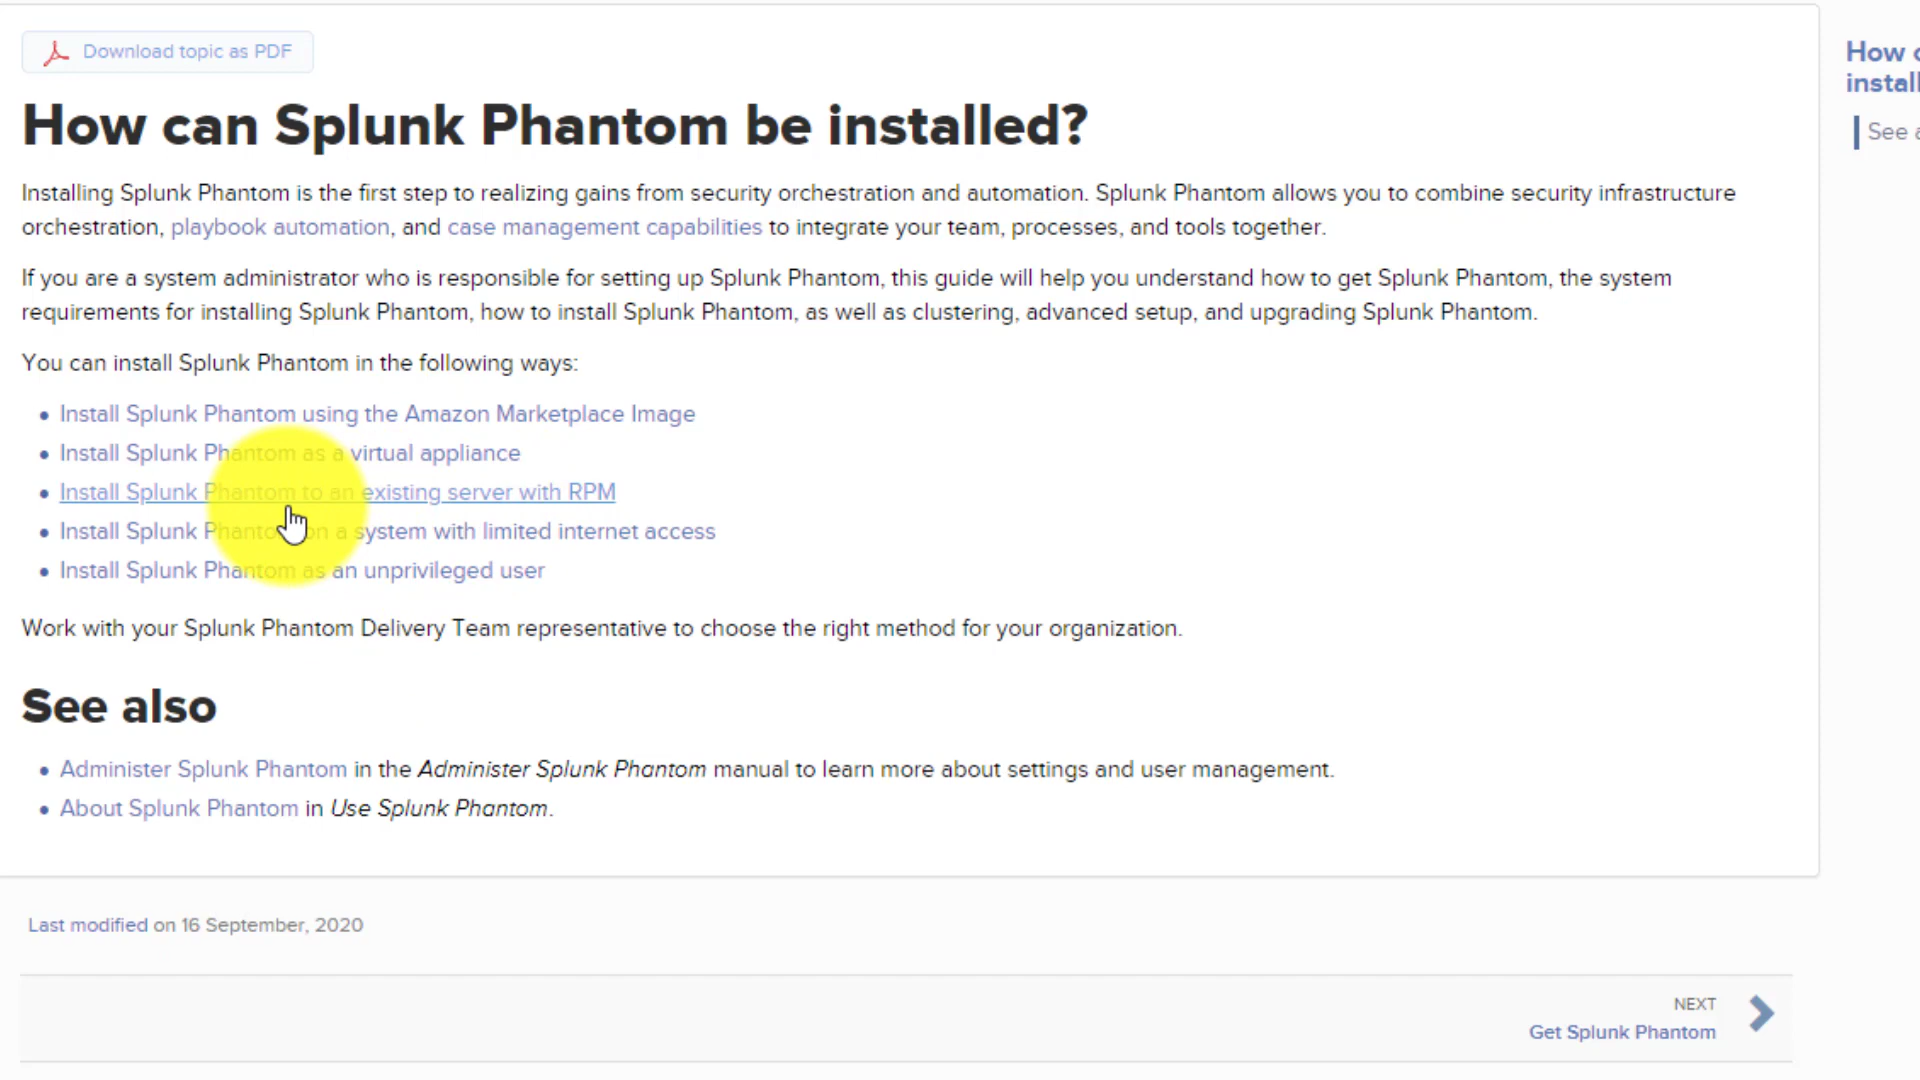 Download topic as PDF
How can Splunk Phantom be installed?
Installing Splunk Phantom is the first step to realizing gains from security orchestration and automation. Splunk Phantom allows you to combine security infrastructure
orchestration, playbook automation, and case management capabilities to integrate your team, processes, and tools together.
If you are a system administrator who is responsible for setting up Splunk Phantom, this guide will help you understand how to get Splunk Phantom, the system
requirements for installing Splunk Phantom, how to install Splunk Phantom, as well as clustering, advanced setup, and upgrading Splunk Phantom.
You can install Splunk Phantom in the following ways:
• Install Splunk Phantom using the Amazon Marketplace Image
• Install Splunk Phantom as a virtual appliance
• Install Splunk Phantom to an existing server with RPM
• Install Splunk Phantom on a system with limited internet access
• Install Splunk Phantom as an unprivileged user
Work with your Splunk Phantom Delivery Team representative to choose the right method for your organization.
See also
• Administer Splunk Phantom in the Administer Splunk Phantom manual to learn more about settings and user management.
• About Splunk Phantom in Use Splunk Phantom.
Last modified on 16 September, 2020
NEXT
Get Splunk Phantom
How
install
See